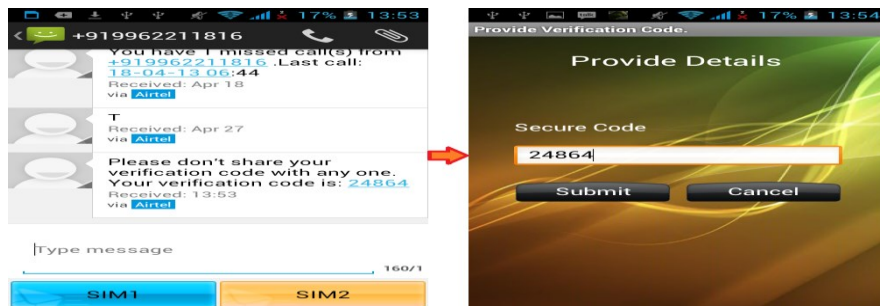 17% 13:53
+919962211816
You have 1 missed call(s) from
+919962211816 .Last call:
18-04-13 06:44
Received: Apr 18
via Airtel
T
Received: Apr 27
via Airtel
Please don't share your
verification code with any one.
Your verification code is: 24864
Received: 13:53
via Airtel
Type message
160/1
SIM1 SIM2
17% 13:54
Provide Verification Code.
Provide Details
Secure Code
24864
Submit Cancel